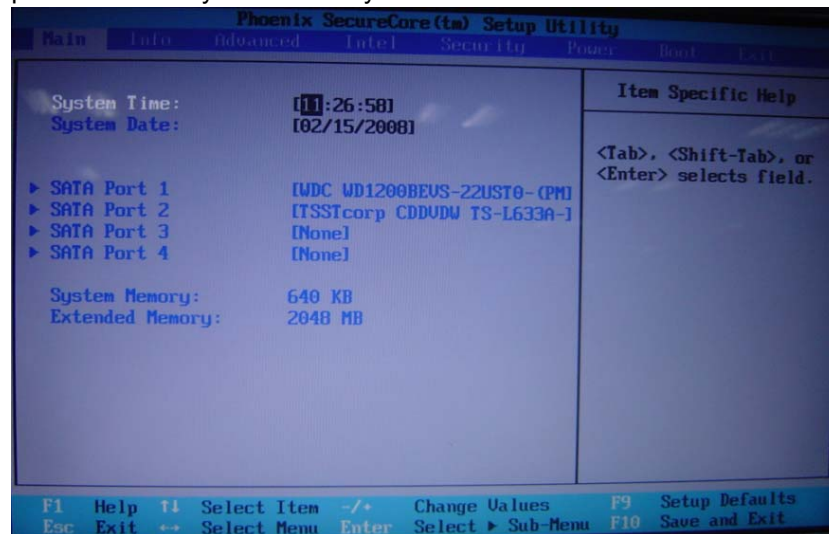 Phoenix SecureCore(tm) Setup Utility
Main Info Advanced Intel Security Power Boot Exit
Item Specific Help
System Time: [11:26:58]
System Date: [02/15/2008]
<Tab>, <Shift-Tab>, or
<Enter> selects field.
▶ SATA Port 1 [WDC WD1200BEVS-22UST0-(PM]
▶ SATA Port 2 [TSSTcorp CDDVDW TS-L633A-]
▶ SATA Port 3 [None]
▶ SATA Port 4 [None]
System Memory: 640 KB
Extended Memory: 2048 MB
F1 Help ↑↓ Select Item -/+ Change Values F9 Setup Defaults
Esc Exit ↔ Select Menu Enter Select ▶ Sub-Menu F10 Save and Exit